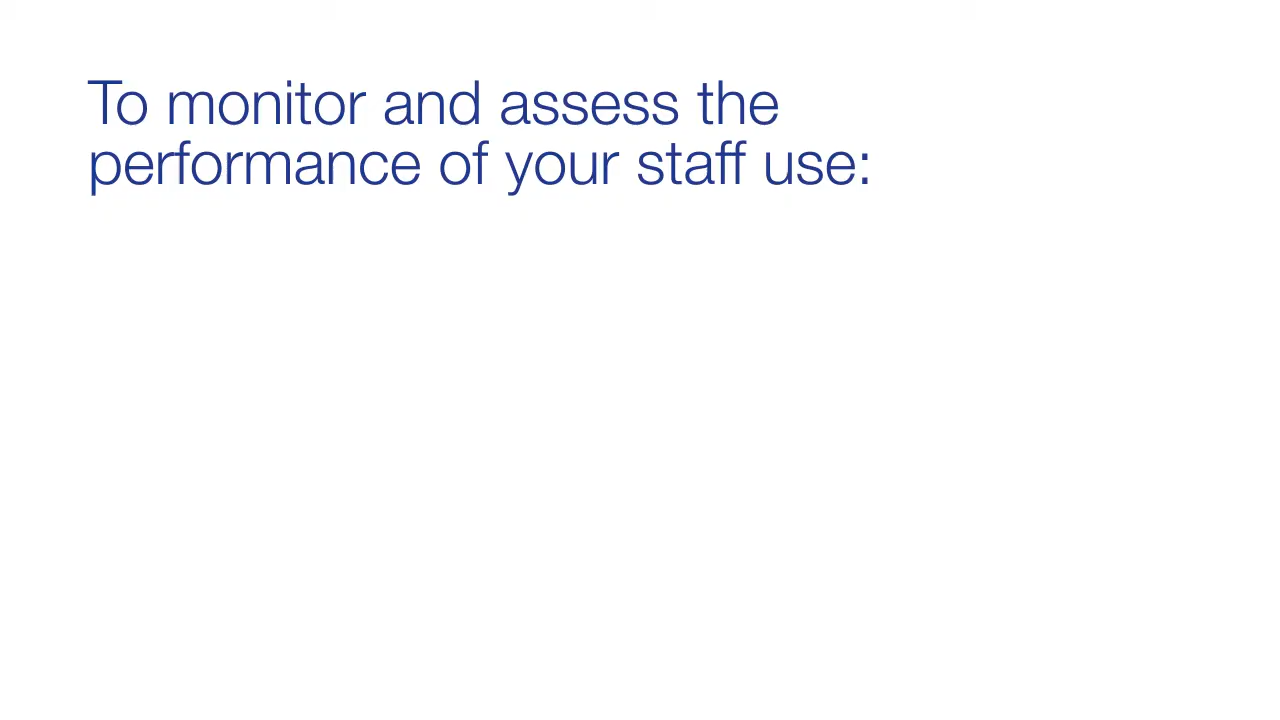 To monitor and assess the
performance of your staff use: